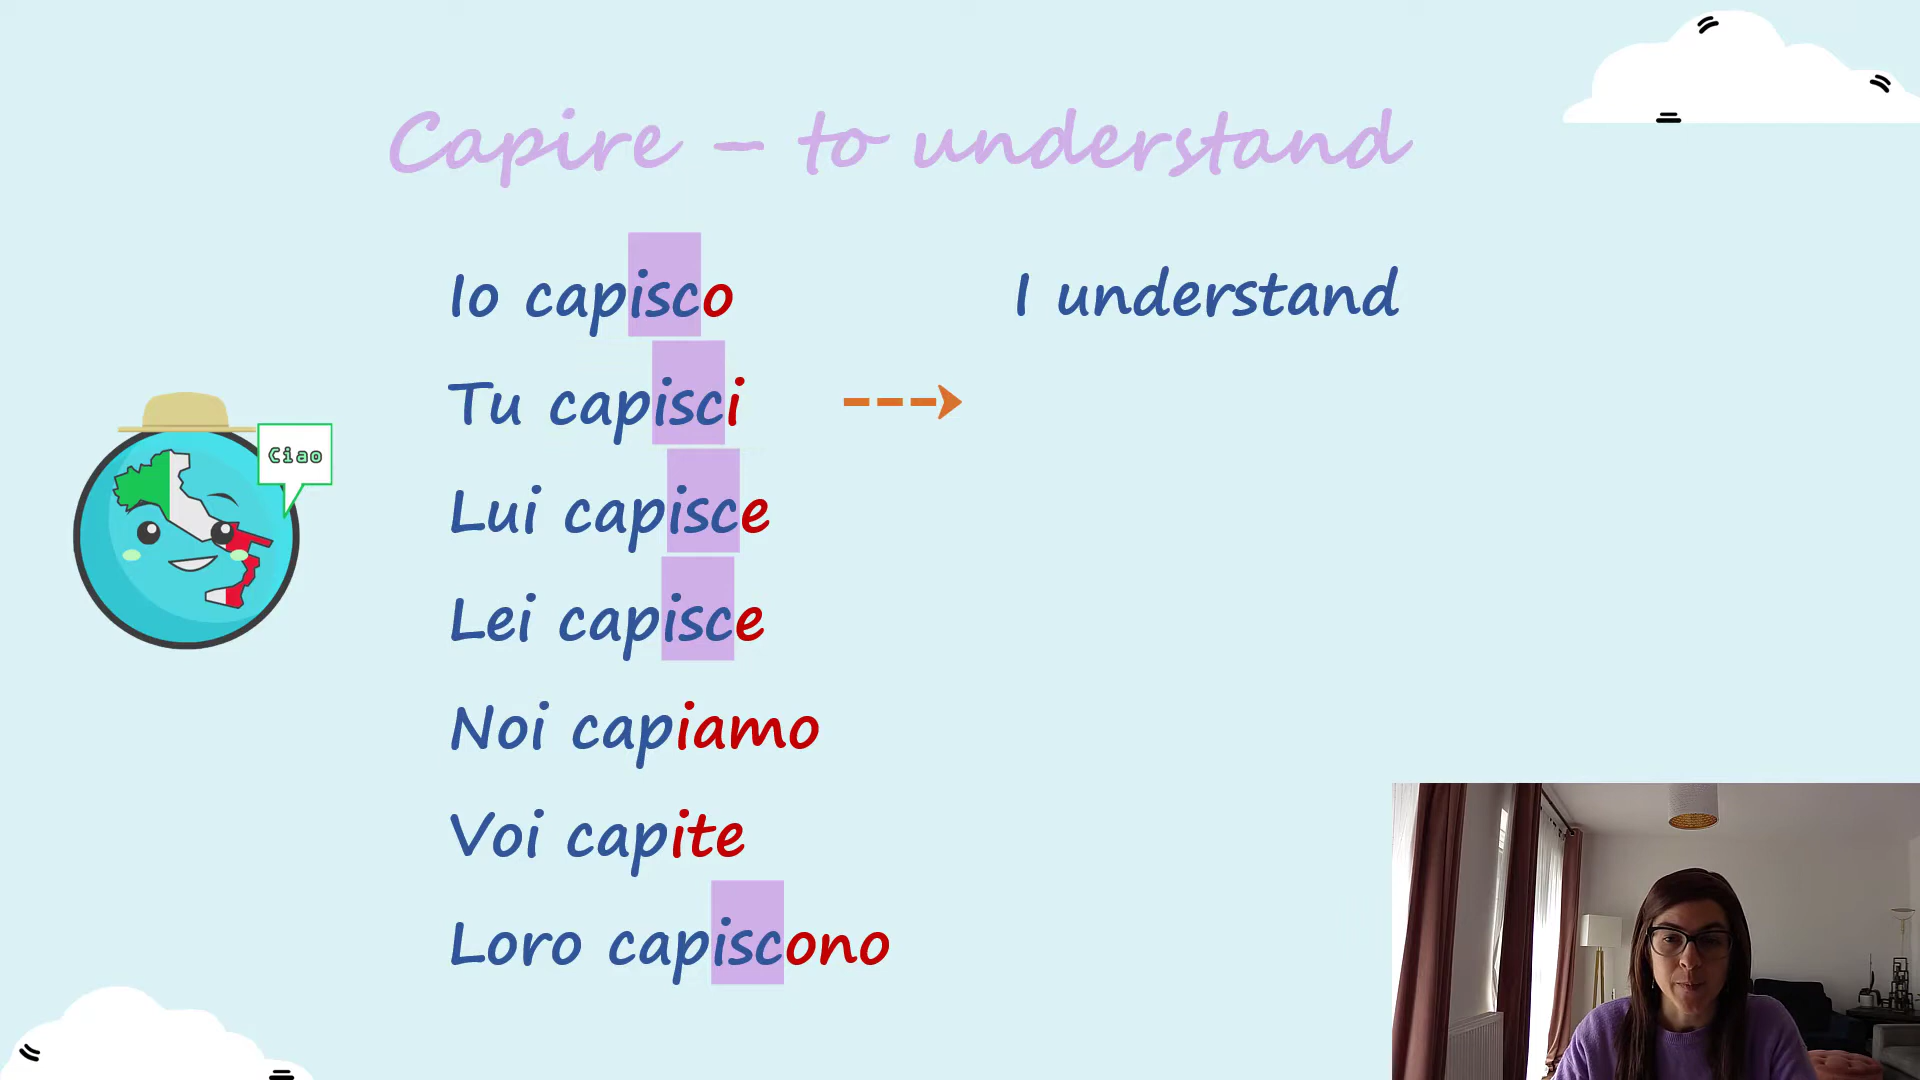 Capire – to understand
Io capisco
I understand
Tu capisci
Lui capisce
Ciao
Lei capisce
Noi capiamo
Voi capite
Loro capiscono